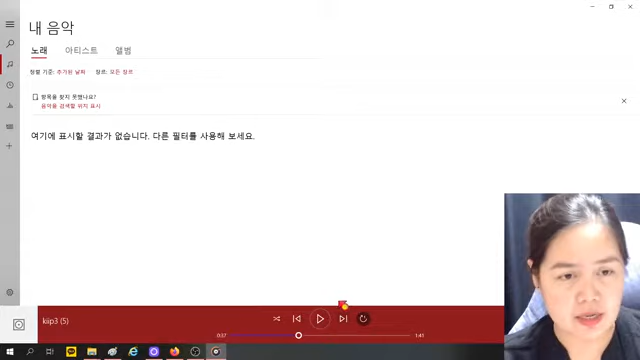 내 음악
노래 아티스트 앨범
정렬 기준: 추가된 날짜 장르: 모든 장르
항목을 찾지 못했나요?
음악을 검색할 위치 표시
여기에 표시할 결과가 없습니다. 다른 필터를 사용해 보세요.
kiip3 (5)
0:37 1:41